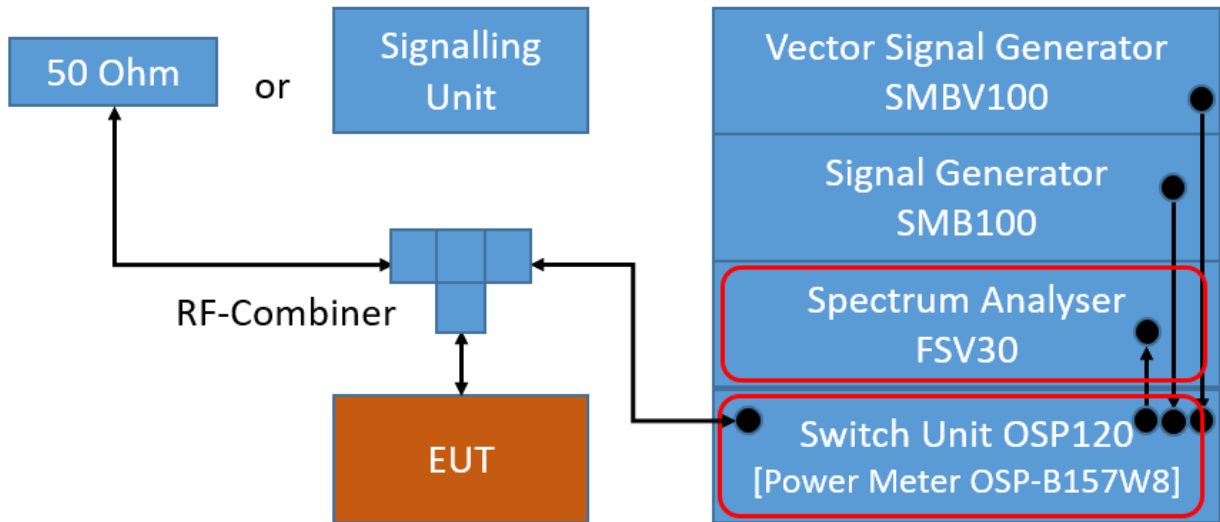 50 Ohm
or
Signalling
Unit
Vector Signal Generator
SMBV100
Signal Generator
SMB100
RF-Combiner
Spectrum Analyser
FSV30
EUT
Switch Unit OSP120
[Power Meter OSP-B157W8]